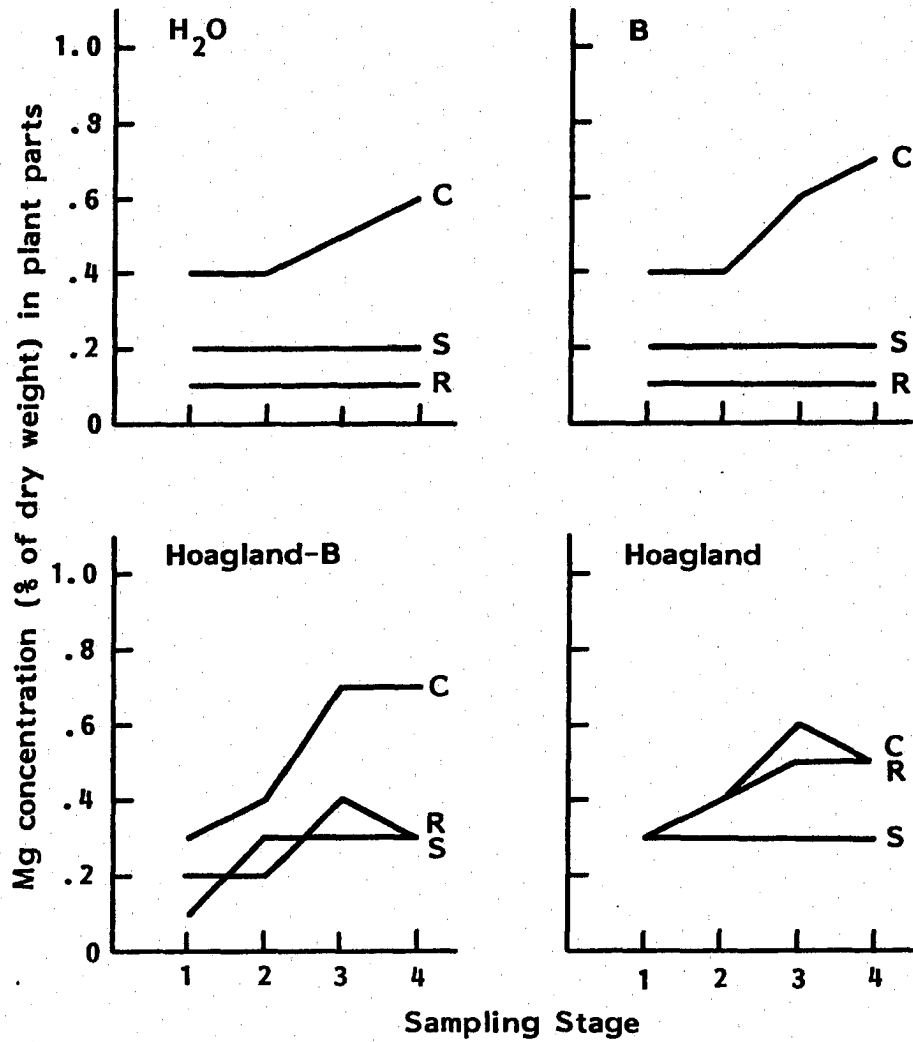 Mg concentration (% of dry weight) in plant parts
H2O
1.0
.8
.6
.4
.2
0
C
S
R
B
C
S
R
Hoagland-B
1.0
.8
.6
.4
.2
0
C
R
S
1 2 3 4
Hoagland
C
R
S
1 2 3 4
Sampling Stage